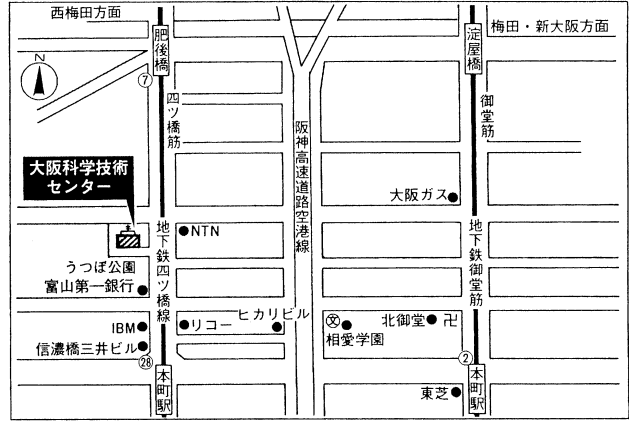 西梅田方面
梅田・新大阪方面
肥後橋
淀屋橋
N
⑦
四ツ橋筋
御堂筋
阪神高速道路空港線
大阪科学技術
センター
大阪ガス
NTN
地下鉄四ツ橋線
地下鉄御堂筋
うつぼ公園
富山第一銀行
IBM
リコー
ヒカリビル
文
相愛学園
北御堂
卍
信濃橋三井ビル
㉘
②
本町駅
本町駅
東芝